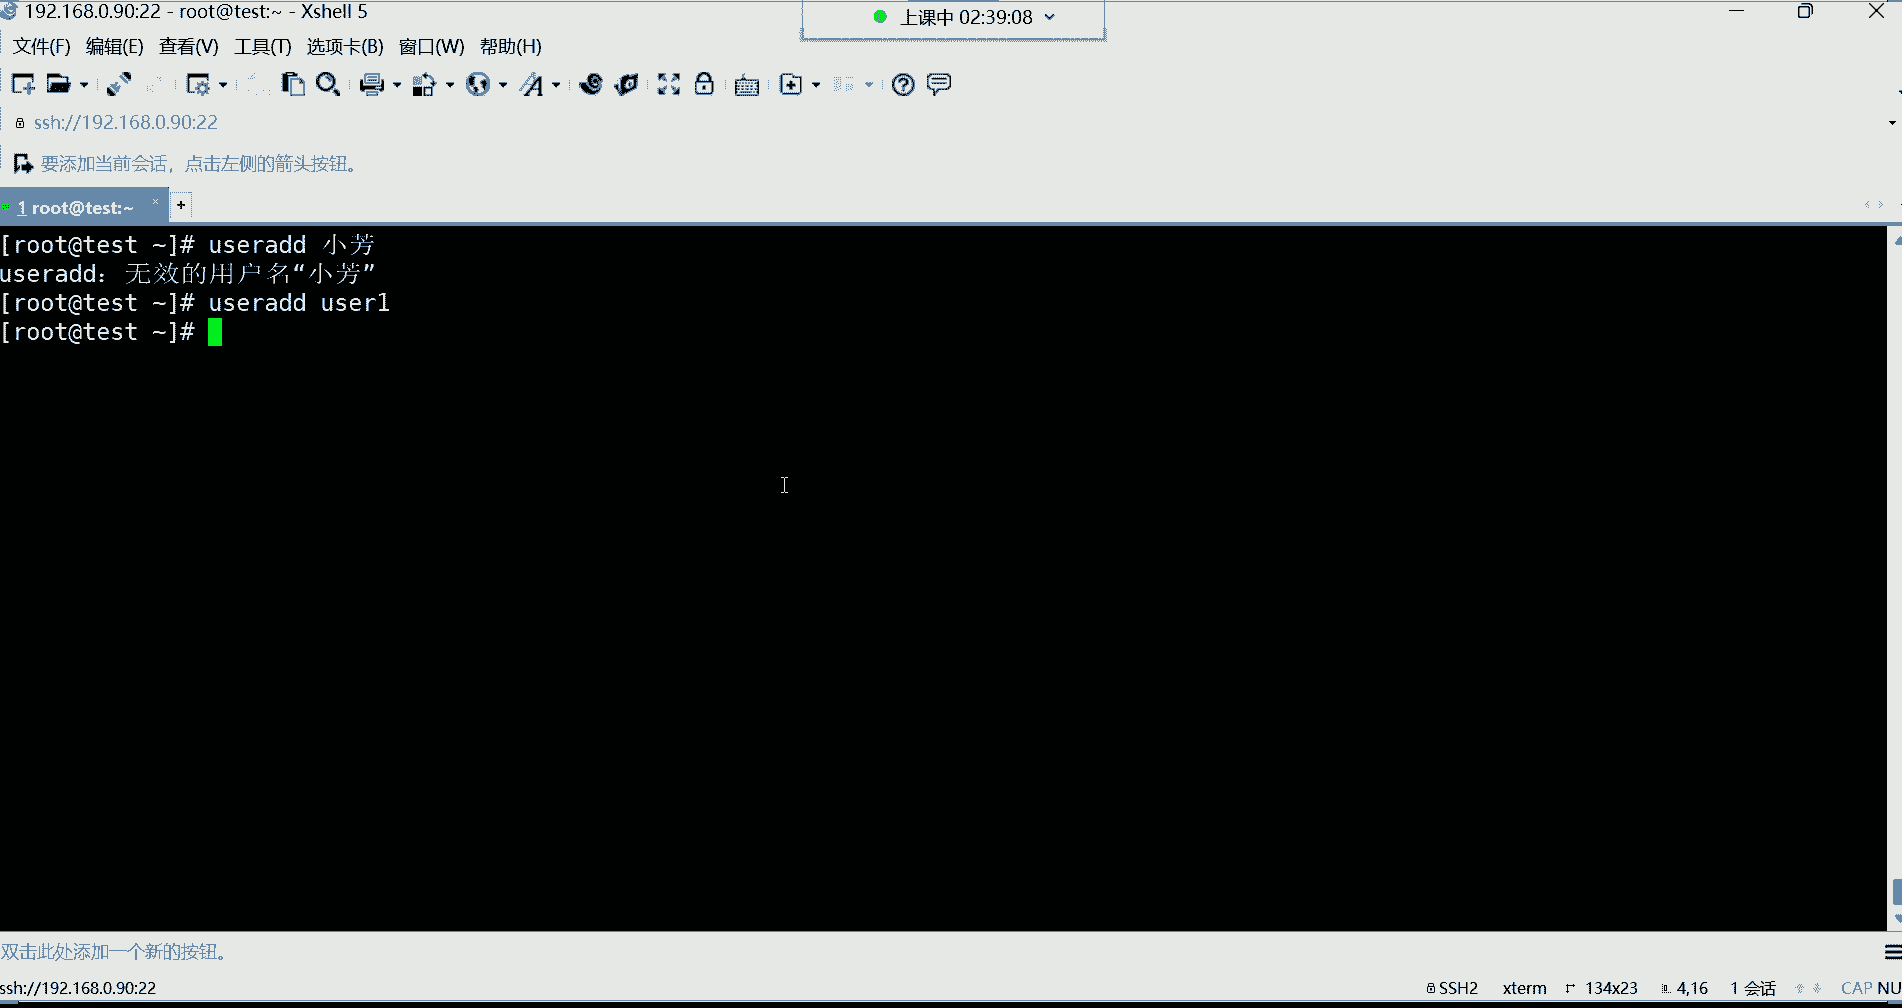 192.168.0.90:22 - root@test:~ - Xshell 5
上课中 02:39:08
文件(F) 编辑(E) 查看(V) 工具(T) 选项卡(B) 窗口(W) 帮助(H)
ssh://192.168.0.90:22
要添加当前会话，点击左侧的箭头按钮。
1 root@test:~ × +
[root@test ~]# useradd 小芳
useradd：无效的用户名“小芳”
[root@test ~]# useradd user1
[root@test ~]#
双击此处添加一个新的按钮。
ssh://192.168.0.90:22 SSH2 xterm 134x23 4,16 1 会话 CAP NU